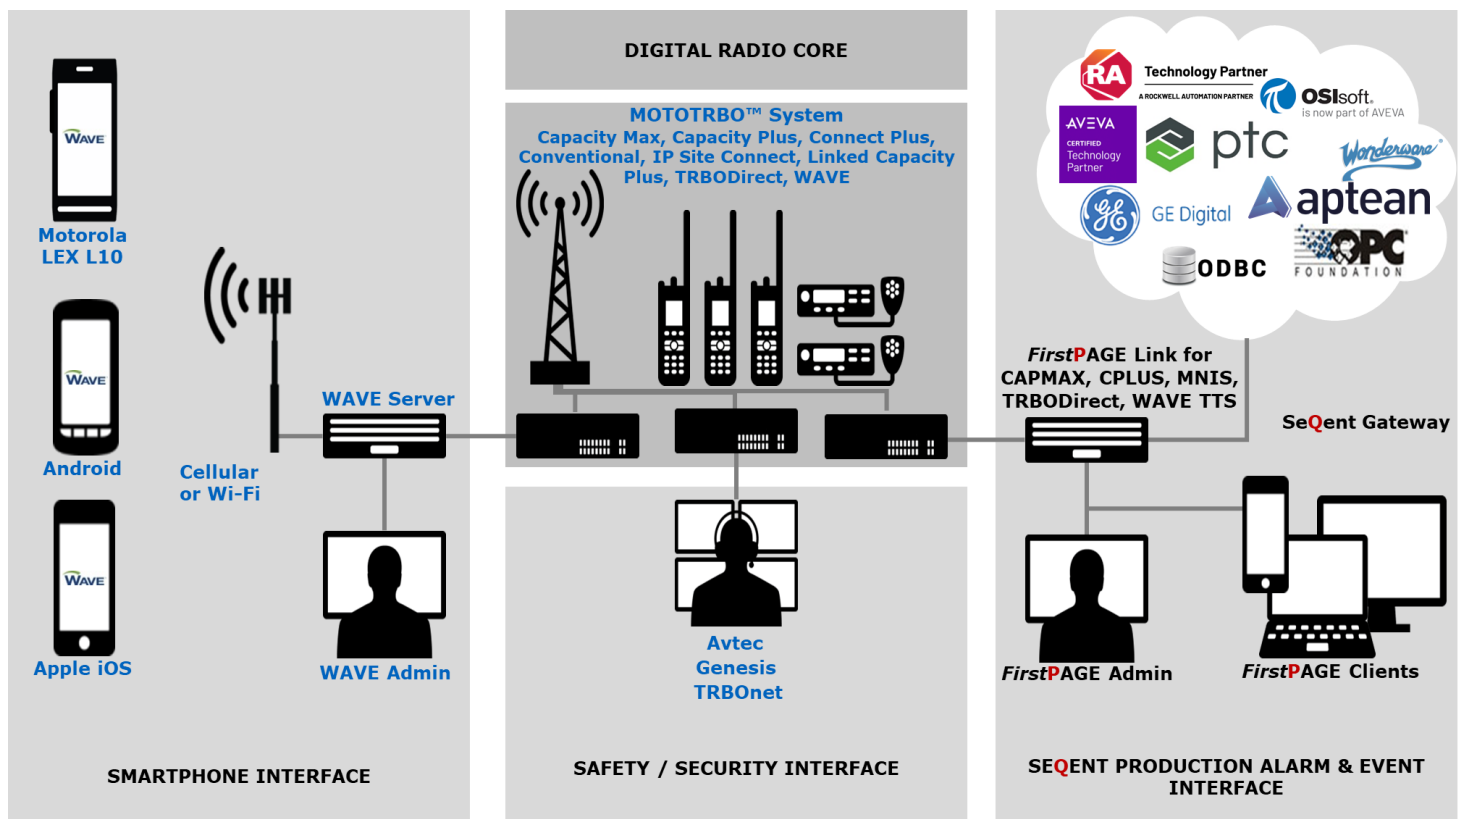 WAVE
Motorola
LEX L10
WAVE
Android
WAVE
Apple iOS
Cellular
or Wi-Fi
WAVE Server
WAVE Admin
SMARTPHONE INTERFACE
DIGITAL RADIO CORE
MOTOTRBO™ System
Capacity Max, Capacity Plus, Connect Plus,
Conventional, IP Site Connect, Linked Capacity
Plus, TRBODirect, WAVE
Avtec
Genesis
TRBOnet
SAFETY / SECURITY INTERFACE
RA
Technology Partner
A ROCKWELL AUTOMATION PARTNER
OSIsoft.
is now part of AVEVA
AVEVA
CERTIFIED
Technology
Partner
ptc
Wonderware®
GE
GE Digital
aptean
ODBC
OPC
FOUNDATION
FirstPAGE Link for
CAPMAX, CPLUS, MNIS,
TRBODirect, WAVE TTS
SeQent Gateway
FirstPAGE Admin
FirstPAGE Clients
SEQENT PRODUCTION ALARM & EVENT
INTERFACE